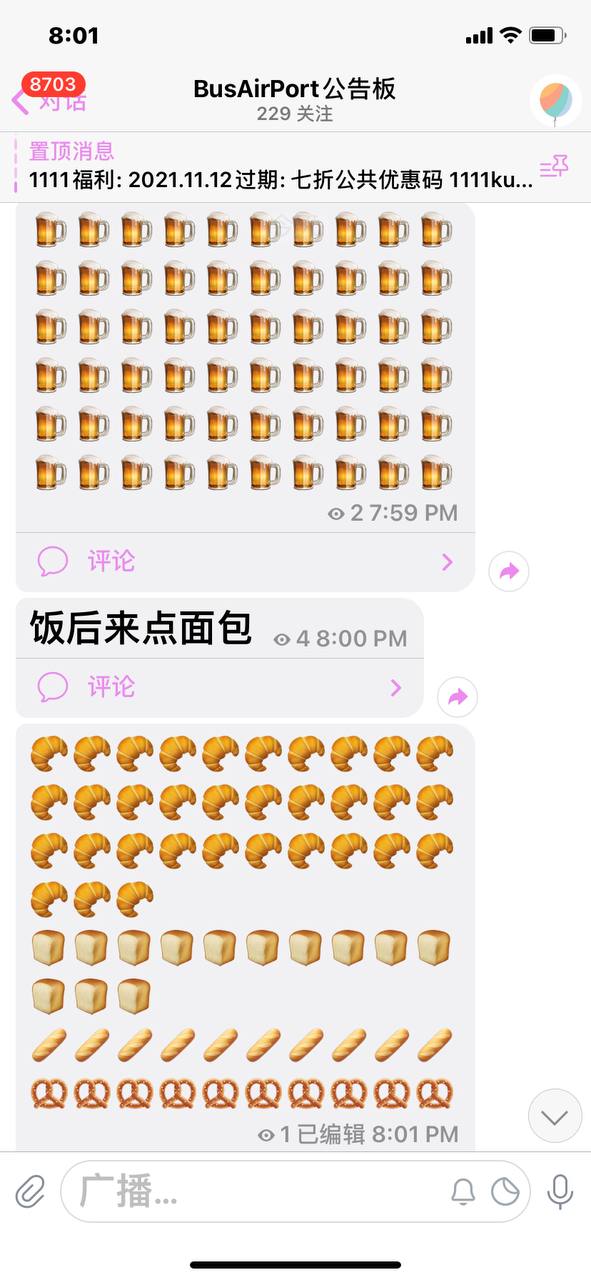 8:01
8703
对话
BusAirPort公告板
229 关注
置顶消息
1111福利: 2021.11.12过期: 七折公共优惠码 1111ku...
2 7:59 PM
评论
饭后来点面包
4 8:00 PM
评论
1 已编辑 8:01 PM
广播...